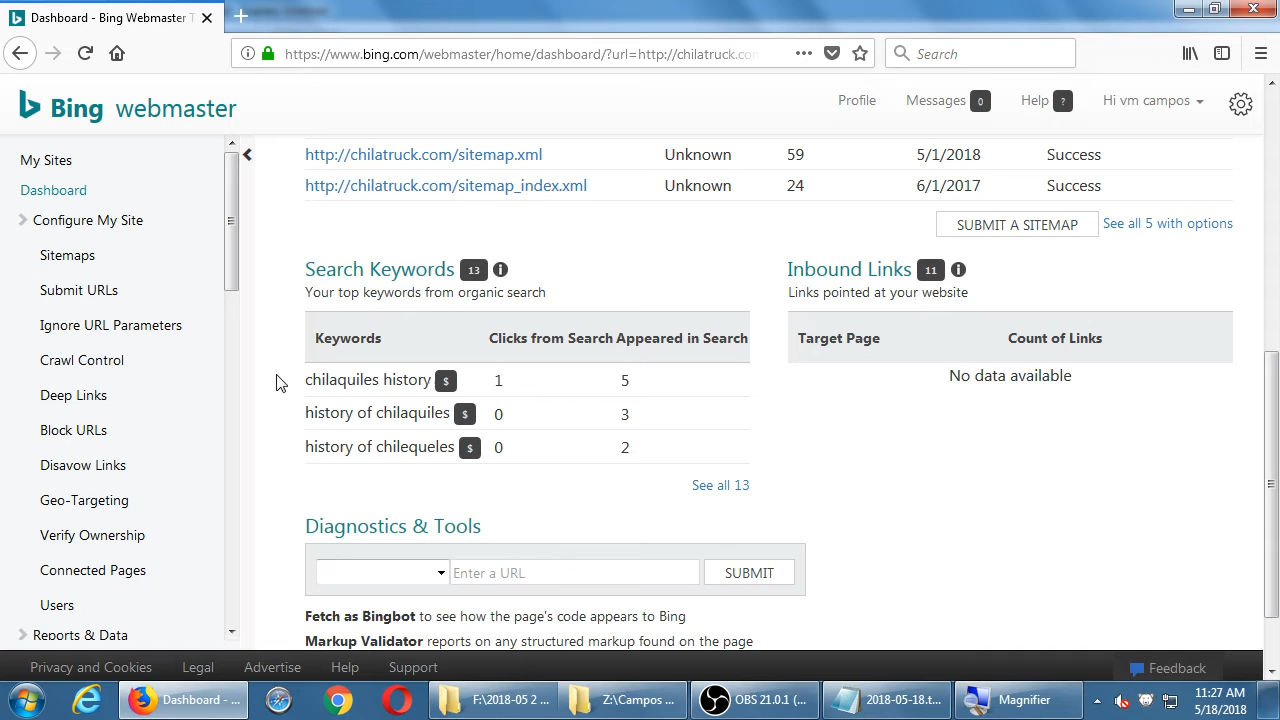 Dashboard - Bing Webmaster T
https://www.bing.com/webmaster/home/dashboard/?url=http://chilatruck.co
Search
Bing webmaster
Profile
Messages 0
Help ?
Hi vm campos
My Sites
Dashboard
Configure My Site
Sitemaps
Submit URLs
Ignore URL Parameters
Crawl Control
Deep Links
Block URLs
Disavow Links
Geo-Targeting
Verify Ownership
Connected Pages
Users
Reports & Data
http://chilatruck.com/sitemap.xml Unknown 59 5/1/2018 Success
http://chilatruck.com/sitemap_index.xml Unknown 24 6/1/2017 Success
SUBMIT A SITEMAP See all 5 with options
Search Keywords 13
Your top keywords from organic search
Keywords Clicks from Search Appeared in Search
chilaquiles history $ 1 5
history of chilaquiles $ 0 3
history of chilequeles $ 0 2
See all 13
Inbound Links 11
Links pointed at your website
Target Page Count of Links
No data available
Diagnostics & Tools
Enter a URL SUBMIT
Fetch as Bingbot to see how the page's code appears to Bing
Markup Validator reports on any structured markup found on the page
Privacy and Cookies Legal Advertise Help Support
Feedback
Dashboard - ...
F:\2018-05 2 ...
Z:\Campos ...
OBS 21.0.1 (...
2018-05-18.t...
Magnifier
11:27 AM
5/18/2018